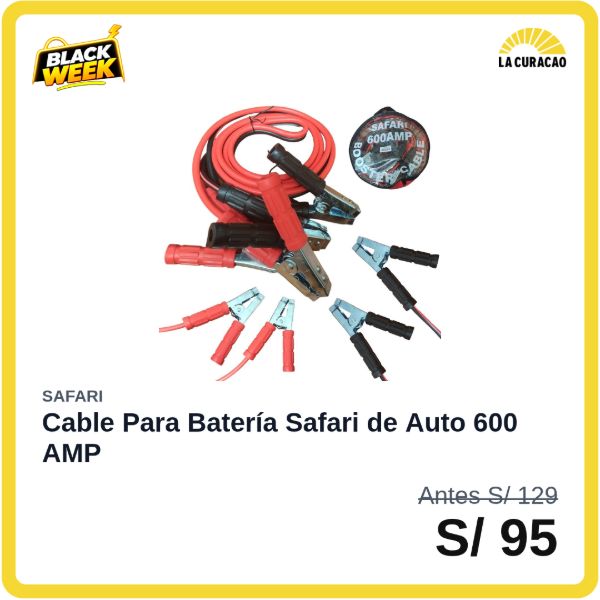 BLACK
WEEK
LA CURACAO
SAFARI
600AMP
BOOSTER CABLE
SAFARI
Cable Para Batería Safari de Auto 600
AMP
Antes S/ 129
S/ 95